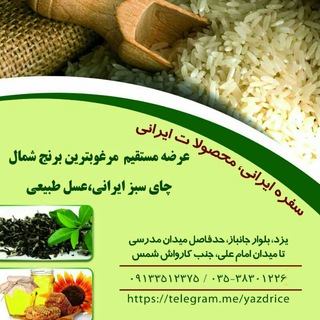 سفره ایرانی، محصولات ایرانی
عرضه مستقیم مرغوبترین برنج شمال
چای سبز ایرانی،عسل طبیعی
یزد، بلوار جانباز، حدفاصل میدان مدرسی
تا میدان امام علی، جنب کارواش شمس
۰۹۱۳۳۵۱۲۳۷۵ / ۰۳۵-۳۸۳۰۱۲۲۶
https://telegram.me/yazdrice